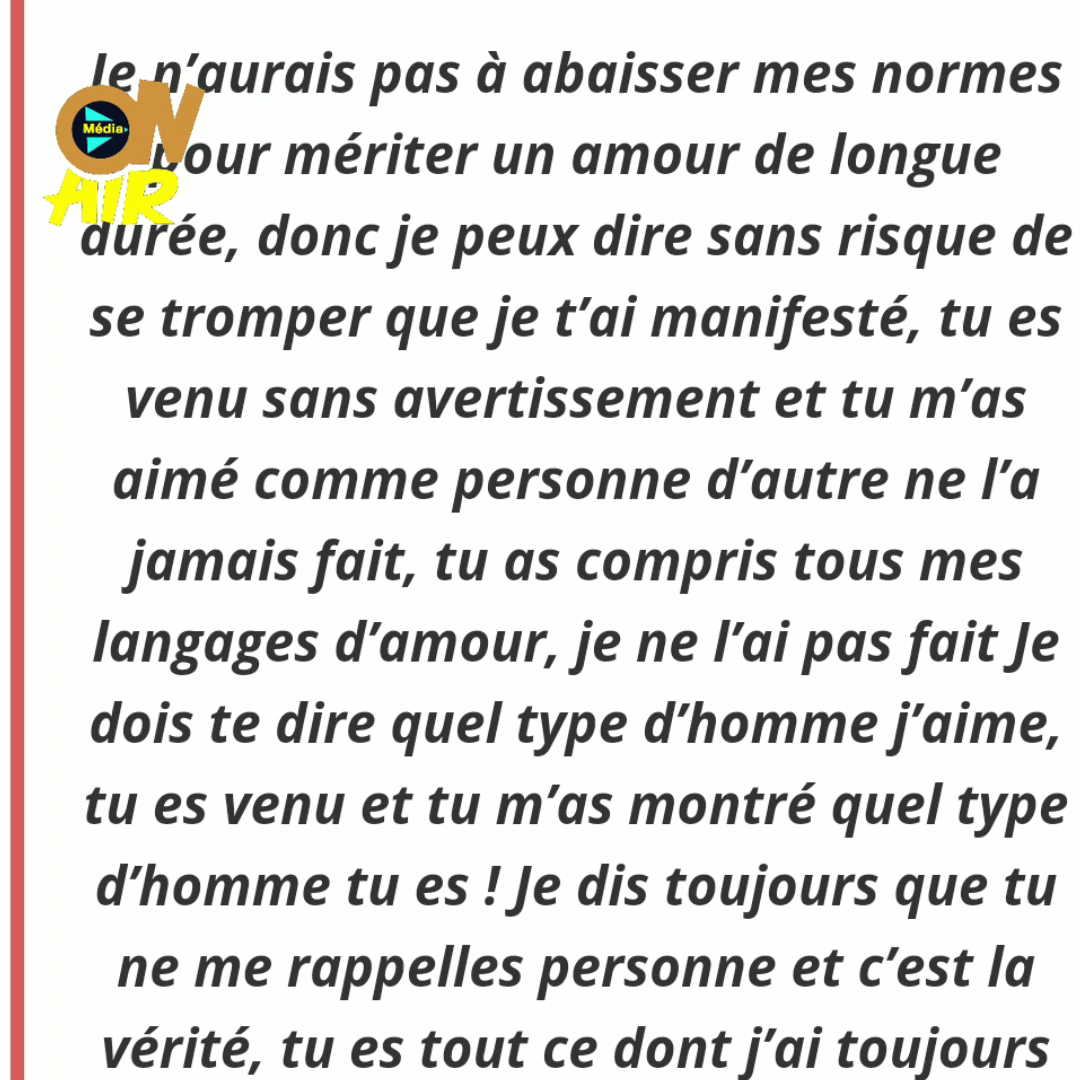 Je n’aurais pas à abaisser mes normes
pour mériter un amour de longue
durée, donc je peux dire sans risque de
se tromper que je t’ai manifesté, tu es
venu sans avertissement et tu m’as
aimé comme personne d’autre ne l’a
jamais fait, tu as compris tous mes
langages d’amour, je ne l’ai pas fait Je
dois te dire quel type d’homme j’aime,
tu es venu et tu m’as montré quel type
d’homme tu es ! Je dis toujours que tu
ne me rappelles personne et c’est la
vérité, tu es tout ce dont j’ai toujours
ON
Média
AIR